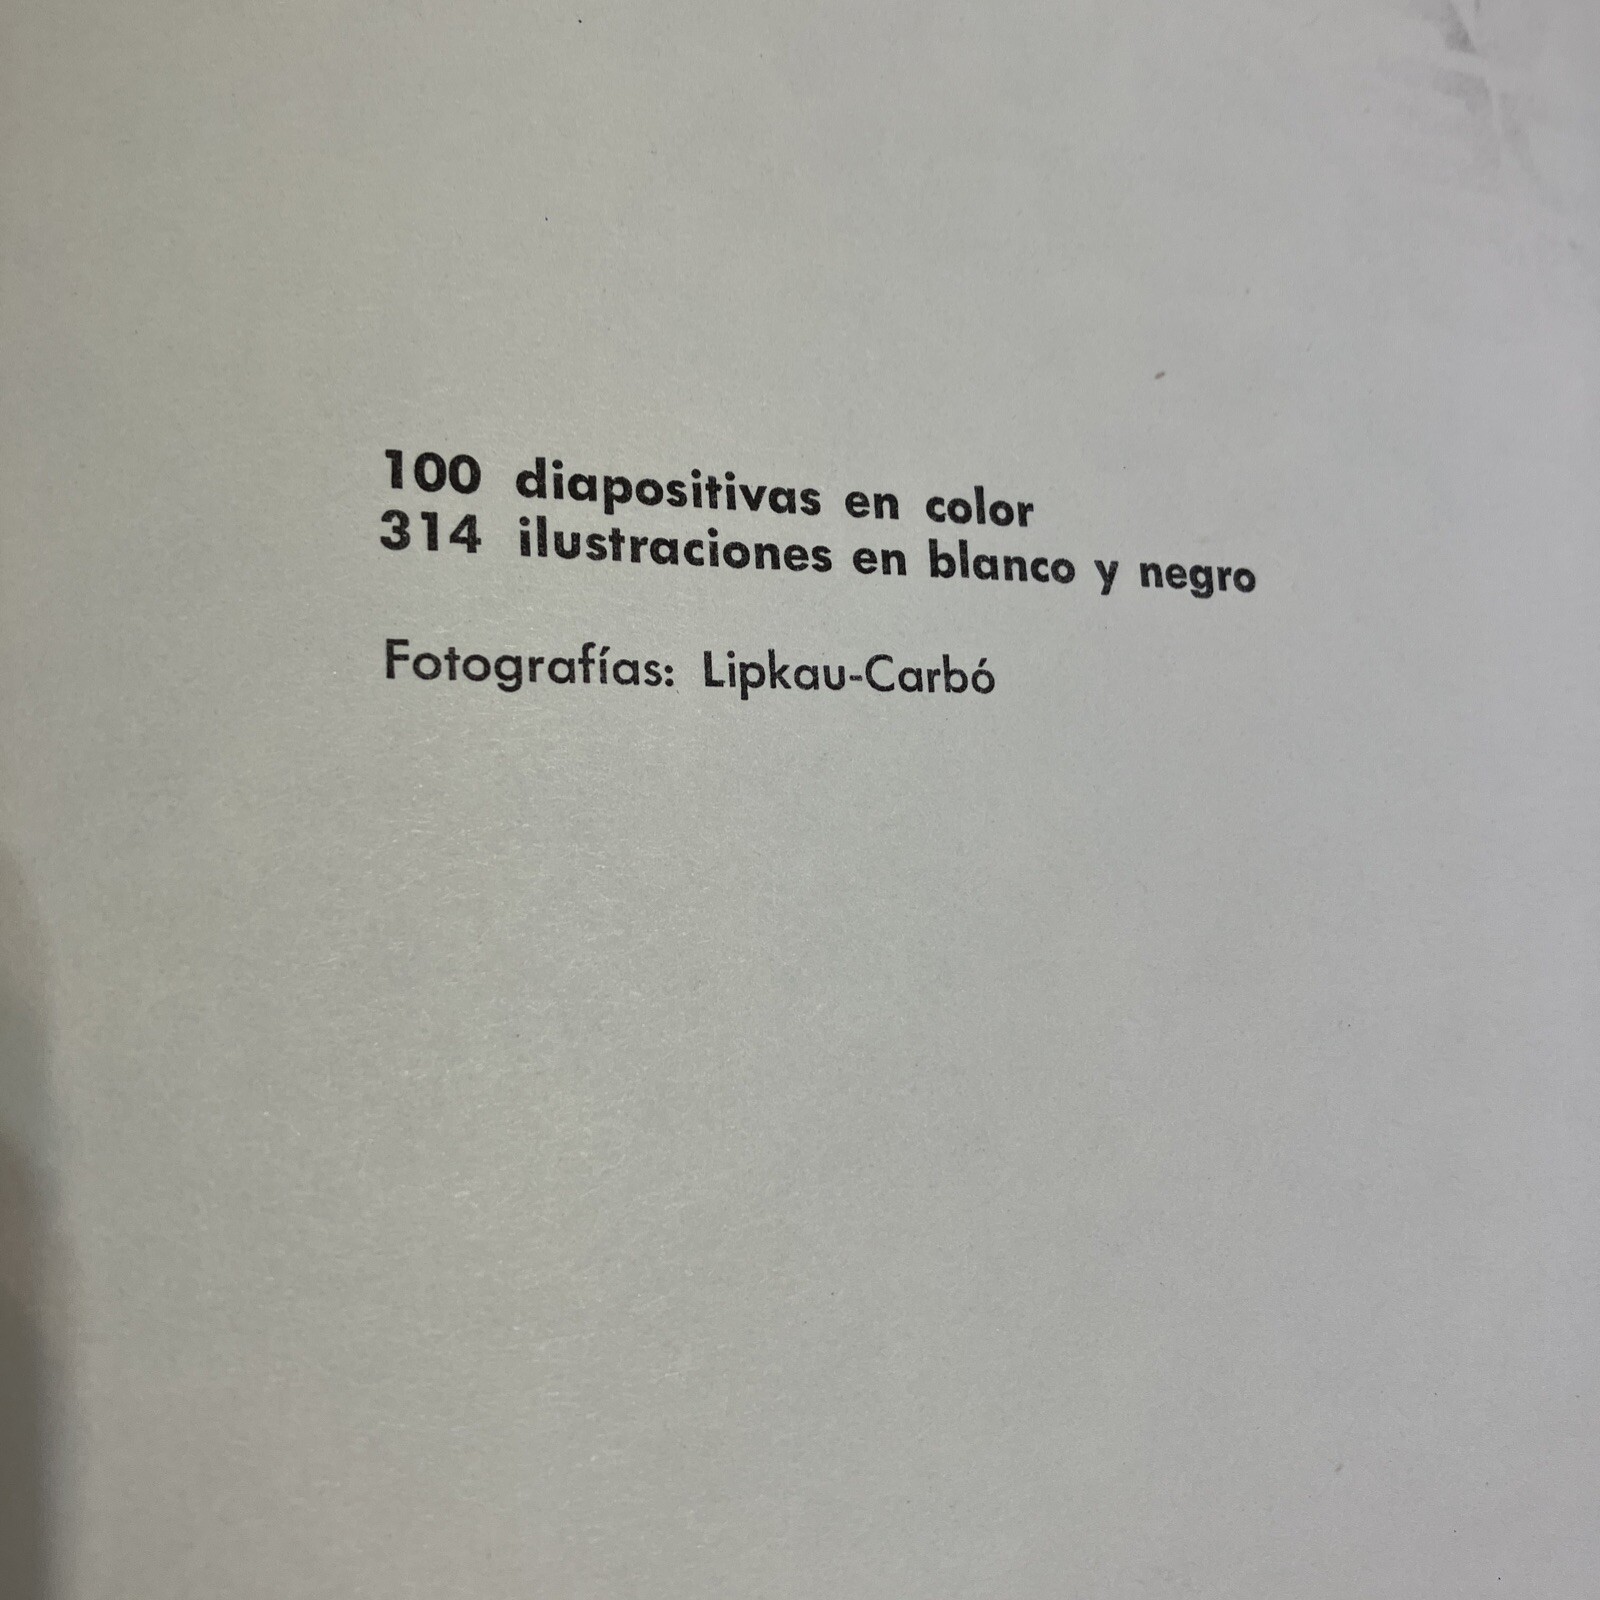 100 diapositivas en color
314 ilustraciones en blanco y negro
Fotografías: Lipkau-Carbó